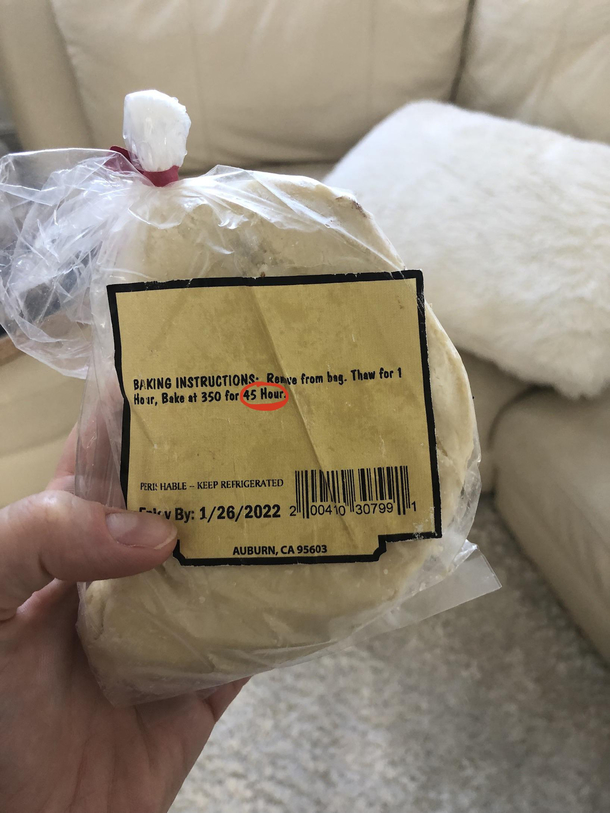 BAKING INSTRUCTIONS: from bag. Thaw for 1
Hour, Bake at 350 for 45 Hour.
PERISHABLE – KEEP REFRIGERATED
By: 1/26/2022
2 00410 30799 1
AUBURN, CA 95603